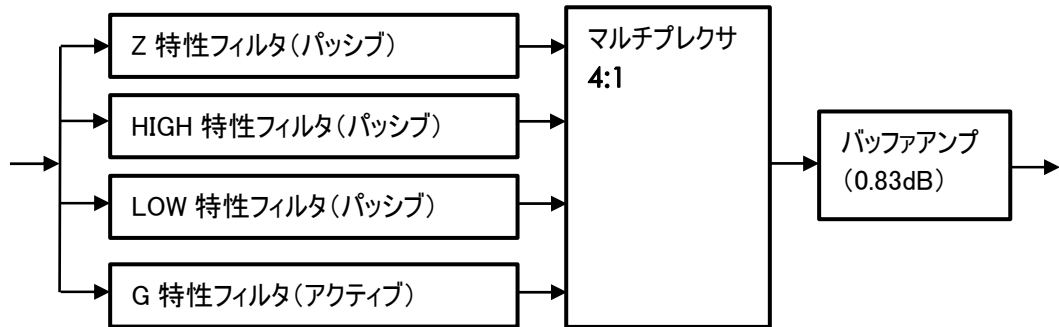 Z 特性フィルタ(パッシブ)
HIGH 特性フィルタ(パッシブ)
LOW 特性フィルタ(パッシブ)
G 特性フィルタ(アクティブ)
マルチプレクサ
4:1
バッファアンプ
(0.83dB)